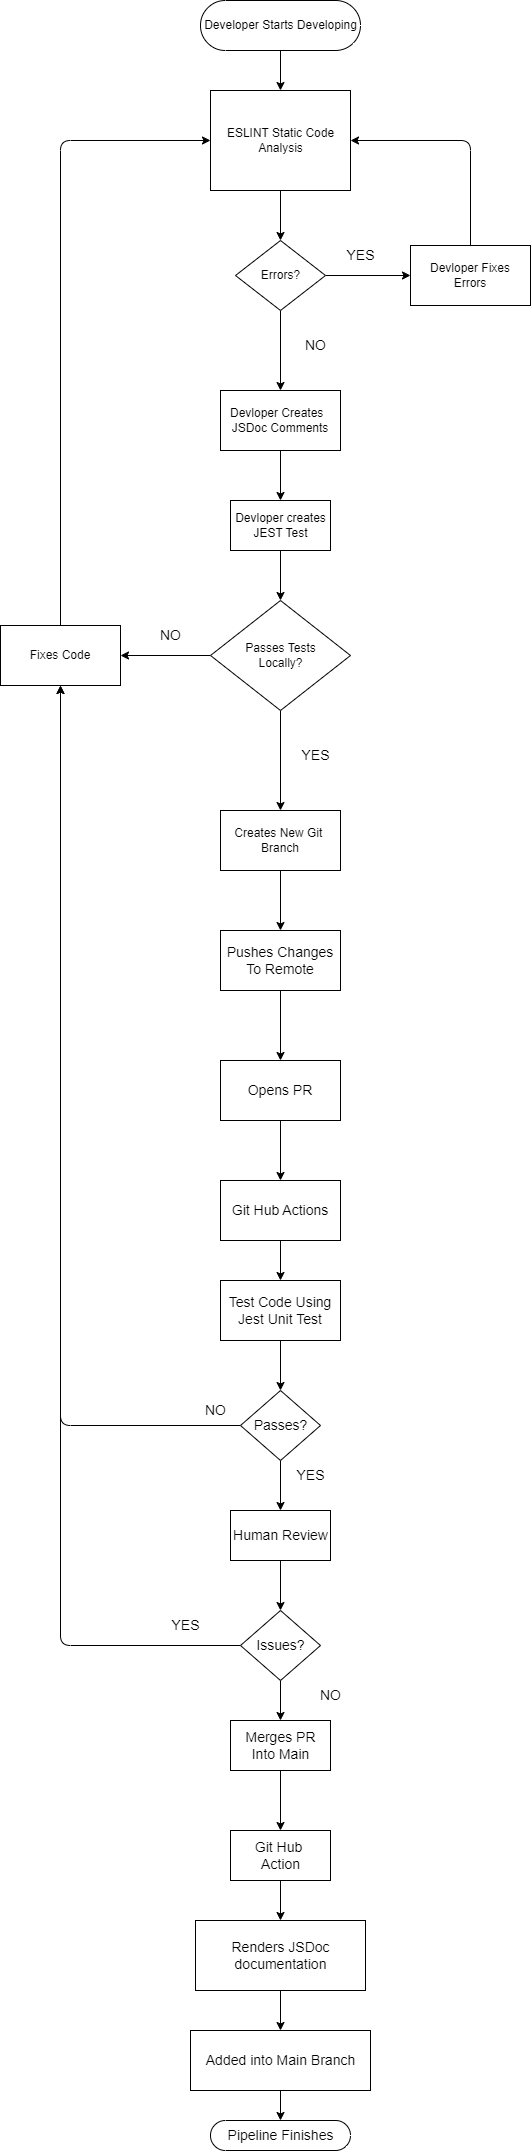 Developer Starts Developing
ESLINT Static Code
Analysis
Errors?
YES
Devloper Fixes
Errors
NO
Devloper Creates
JSDoc Comments
Devloper creates
JEST Test
Passes Tests
Locally?
NO
Fixes Code
YES
Creates New Git
Branch
Pushes Changes
To Remote
Opens PR
Git Hub Actions
Test Code Using
Jest Unit Test
Passes?
NO
YES
Human Review
Issues?
YES
NO
Merges PR
Into Main
Git Hub
Action
Renders JSDoc
documentation
Added into Main Branch
Pipeline Finishes